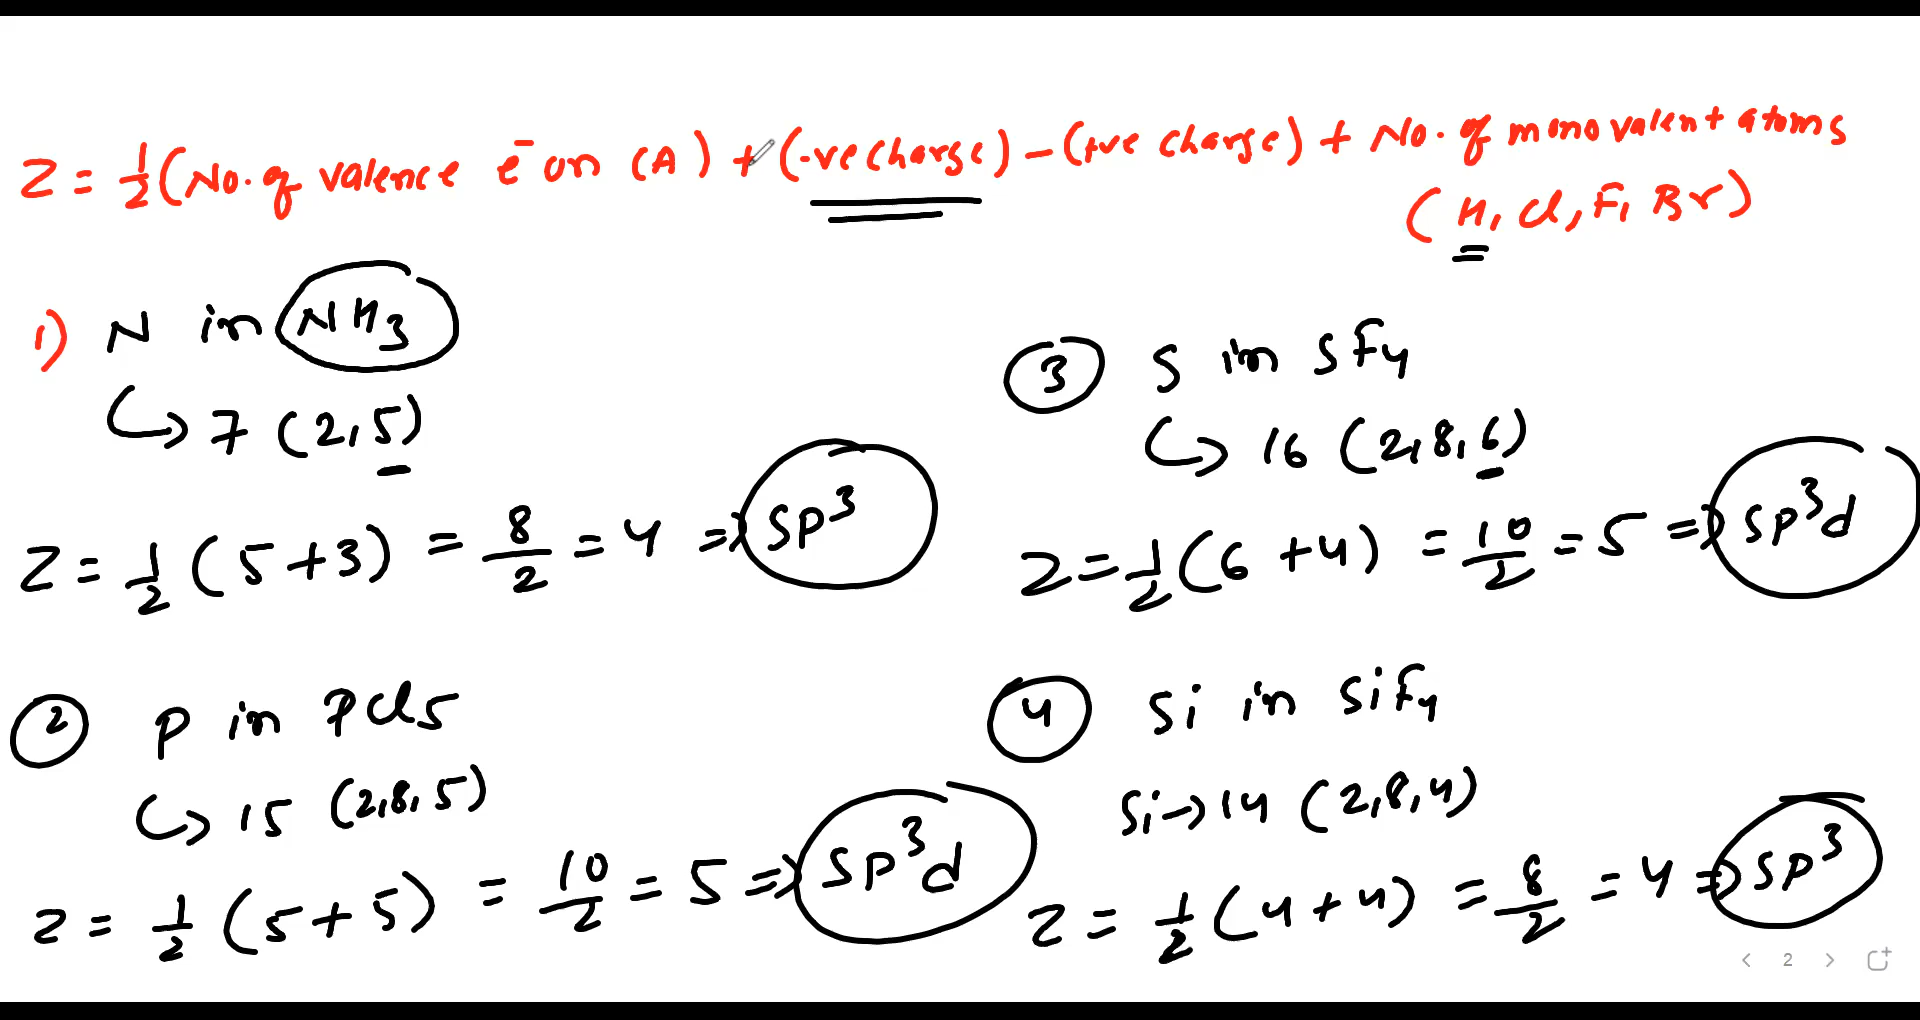 Z = 1/2 (No. of valence e⁻ on (A) + (-ve charge) - (+ve charge) + No. of monovalent atoms
(H, Cl, F, Br)
1) N in NH₃
↪ 7 (2,5)
Z = 1/2 (5+3) = 8/2 = 4 ⇒ sp³
② P in PCl₅
↪ 15 (2,8,5)
Z = 1/2 (5+5) = 10/2 = 5 ⇒ sp³d
③ S in SF₄
↪ 16 (2,8,6)
Z = 1/2 (6+4) = 10/2 = 5 ⇒ sp³d
④ Si in SiF₄
Si → 14 (2,8,4)
Z = 1/2 (4+4) = 8/2 = 4 ⇒ sp³
2